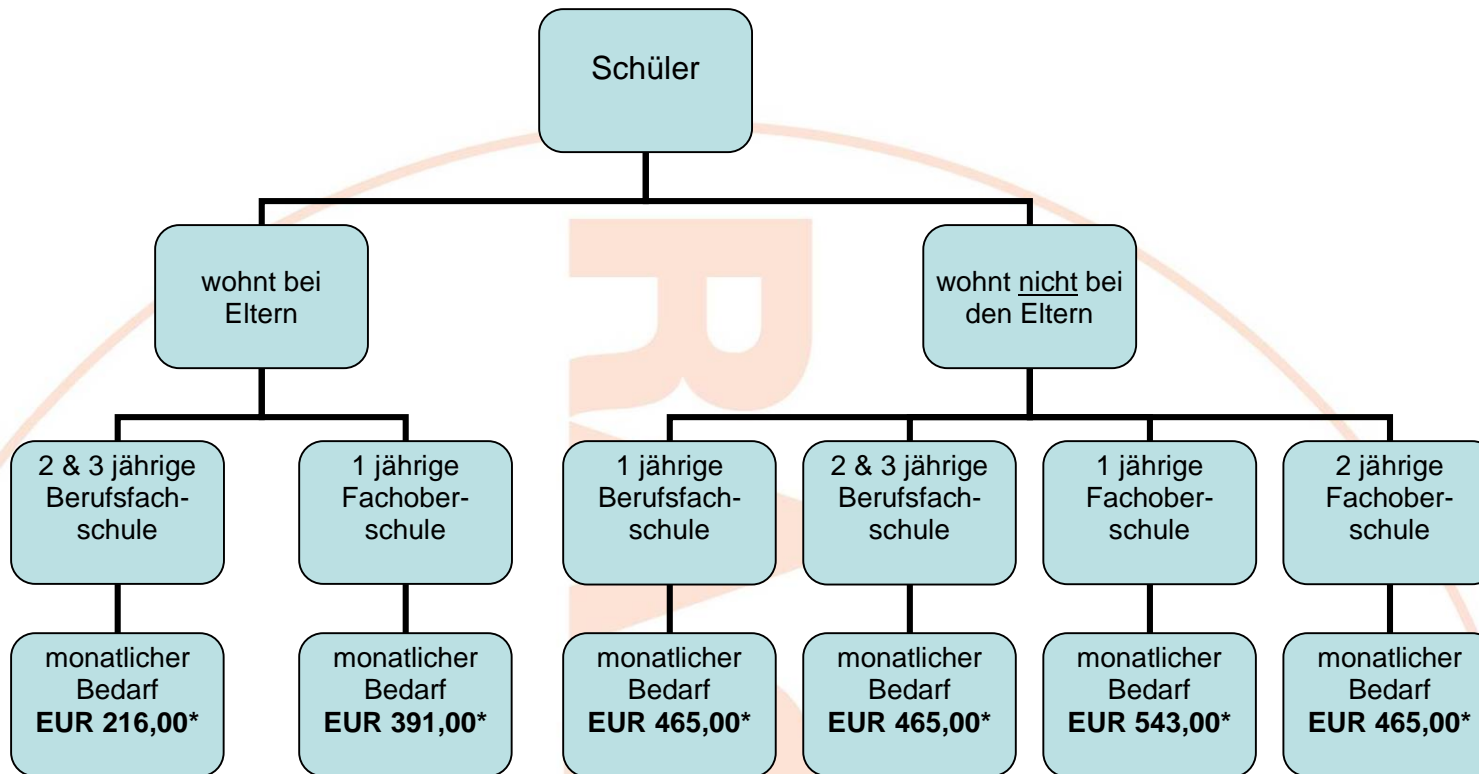 Schüler
wohnt bei
Eltern
wohnt nicht bei
den Eltern
2 & 3 jährige
Berufsfach-
schule
1 jährige
Fachober-
schule
1 jährige
Berufsfach-
schule
2 & 3 jährige
Berufsfach-
schule
1 jährige
Fachober-
schule
2 jährige
Fachober-
schule
monatlicher
Bedarf
EUR 216,00*
monatlicher
Bedarf
EUR 391,00*
monatlicher
Bedarf
EUR 465,00*
monatlicher
Bedarf
EUR 465,00*
monatlicher
Bedarf
EUR 543,00*
monatlicher
Bedarf
EUR 465,00*